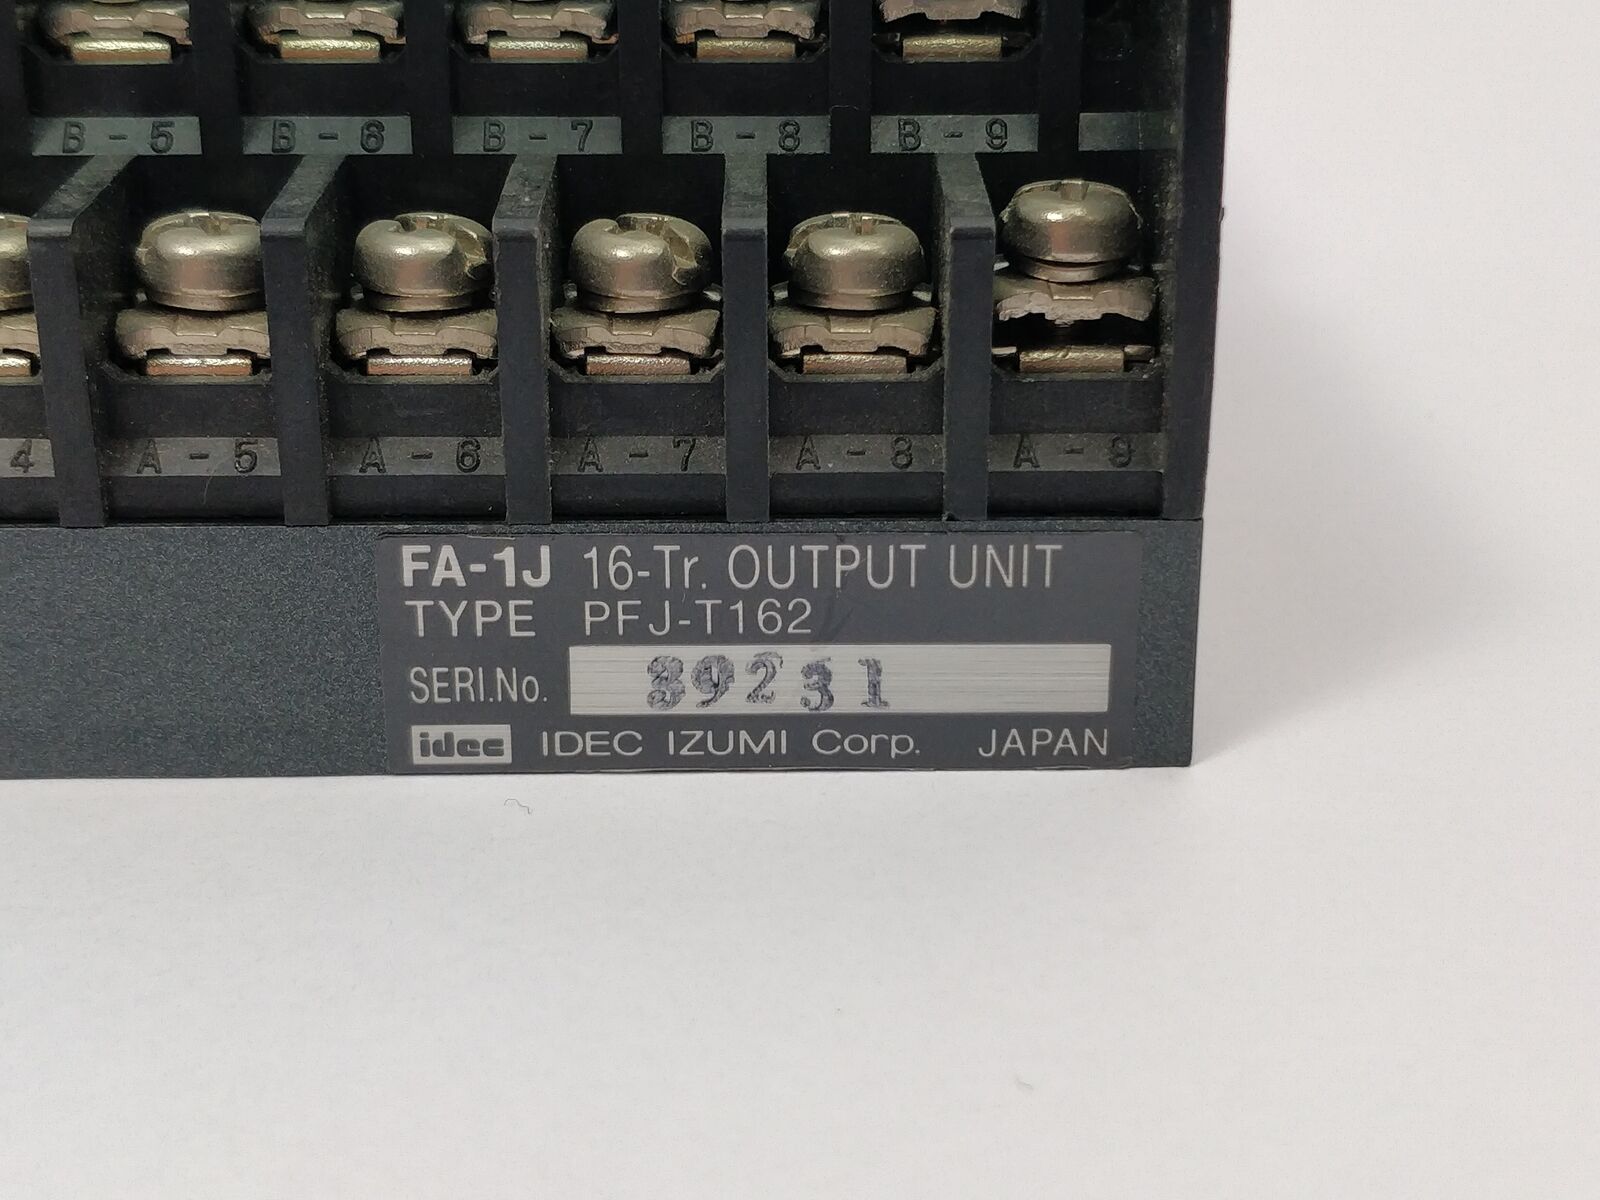 B-5 B-6 B-7 B-8 B-9
4 A-5 A-6 A-7 A-8 A-9
FA-1J 16-Tr. OUTPUT UNIT
TYPE PFJ-T162
SERI.No. 39231
idec IDEC IZUMI Corp. JAPAN